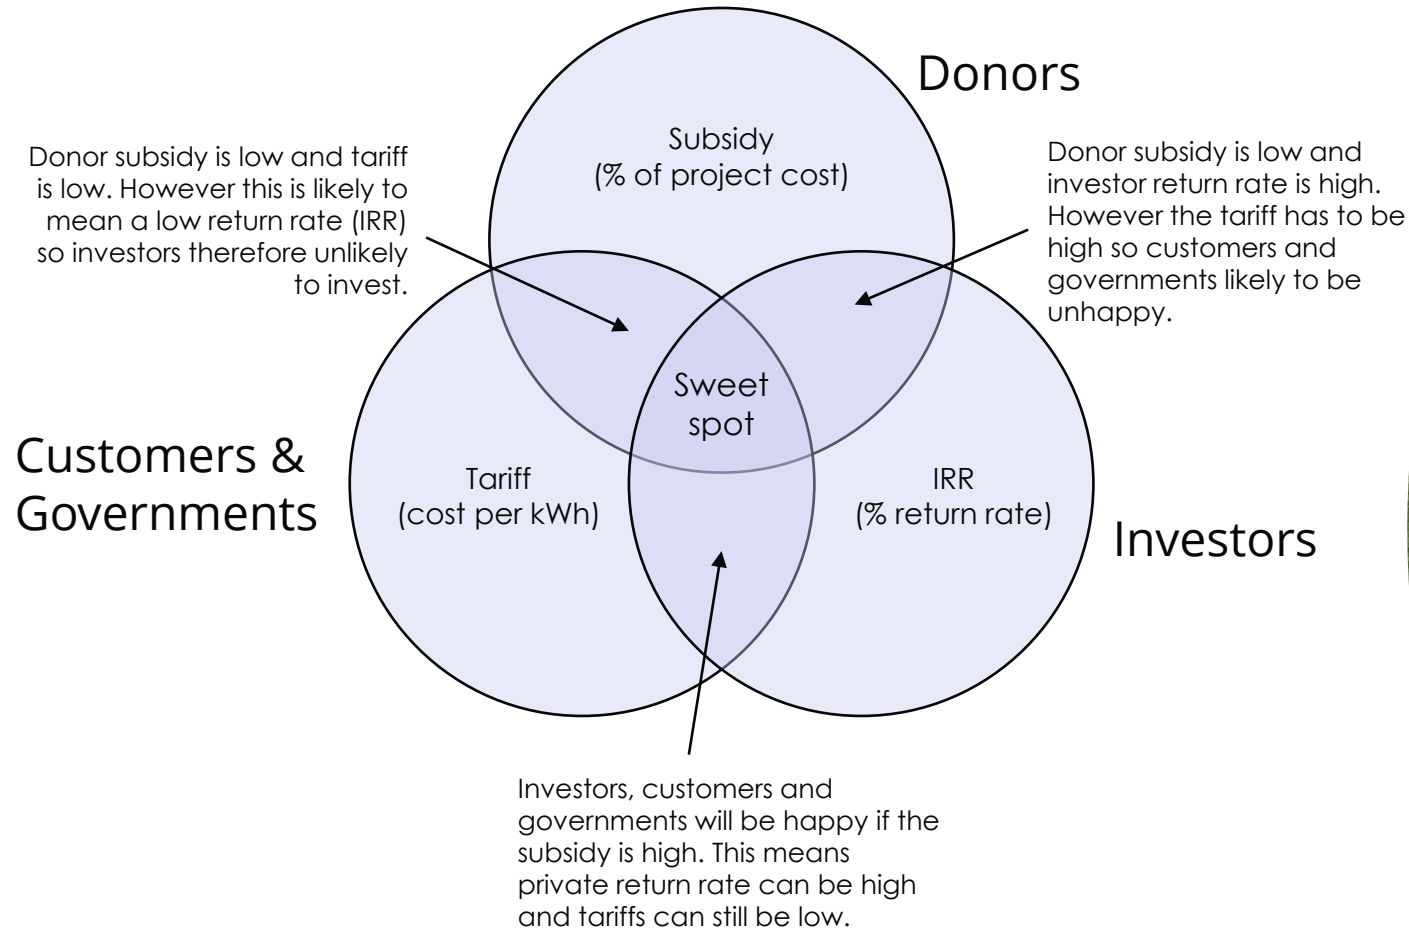 Donors
Subsidy
(% of project cost)
Donor subsidy is low and tariff
is low. However this is likely to
mean a low return rate (IRR)
so investors therefore unlikely
to invest.
Donor subsidy is low and
investor return rate is high.
However the tariff has to be
high so customers and
governments likely to be
unhappy.
Sweet
spot
Customers &
Governments
Tariff
(cost per kWh)
IRR
(% return rate)
Investors
Investors, customers and
governments will be happy if the
subsidy is high. This means
private return rate can be high
and tariffs can still be low.